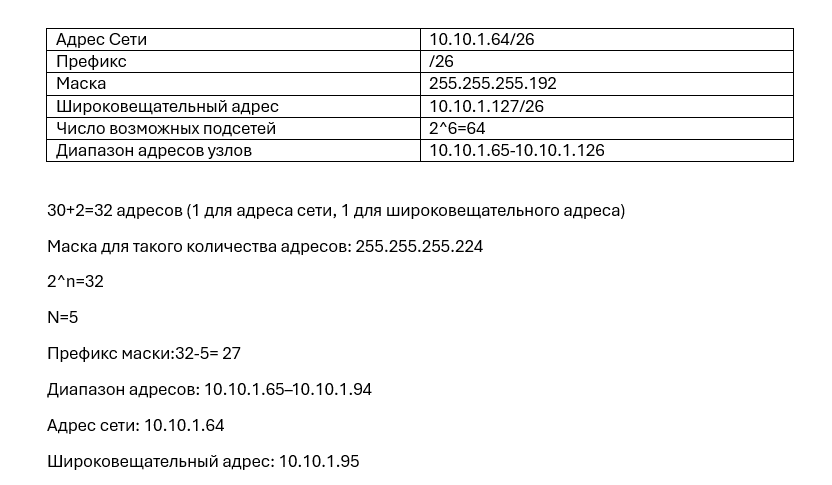 Адрес Сети 10.10.1.64/26
Префикс /26
Маска 255.255.255.192
Широковещательный адрес 10.10.1.127/26
Число возможных подсетей 2^6=64
Диапазон адресов узлов 10.10.1.65-10.10.1.126
30+2=32 адресов (1 для адреса сети, 1 для широковещательного адреса)
Маска для такого количества адресов: 255.255.255.224
2^n=32
N=5
Префикс маски:32-5= 27
Диапазон адресов: 10.10.1.65–10.10.1.94
Адрес сети: 10.10.1.64
Широковещательный адрес: 10.10.1.95